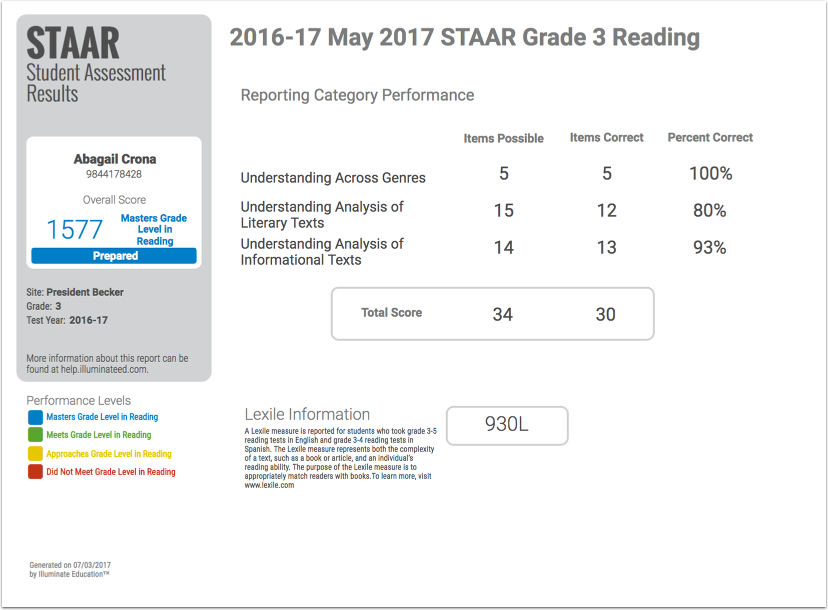 STAAR
Student Assessment
Results
Abagail Crona
9844178428
Overall Score
1577
Masters Grade
Level in
Reading
Prepared
Site: President Becker
Grade: 3
Test Year: 2016-17
More information about this report can be
found at help.illuminateed.com.
Performance Levels
Masters Grade Level in Reading
Meets Grade Level in Reading
Approaches Grade Level in Reading
Did Not Meet Grade Level in Reading
Generated on 07/03/2017
by Illuminate Education™
2016-17 May 2017 STAAR Grade 3 Reading
Reporting Category Performance
Items Possible Items Correct Percent Correct
Understanding Across Genres 5 5 100%
Understanding Analysis of
Literary Texts 15 12 80%
Understanding Analysis of
Informational Texts 14 13 93%
Total Score 34 30
Lexile Information
A Lexile measure is reported for students who took grade 3-5
reading tests in English and grade 3-4 reading tests in
Spanish. The Lexile measure represents both the complexity
of a text, such as a book or article, and an individual's
reading ability. The purpose of the Lexile measure is to
appropriately match readers with books.To learn more, visit
www.lexile.com
930L